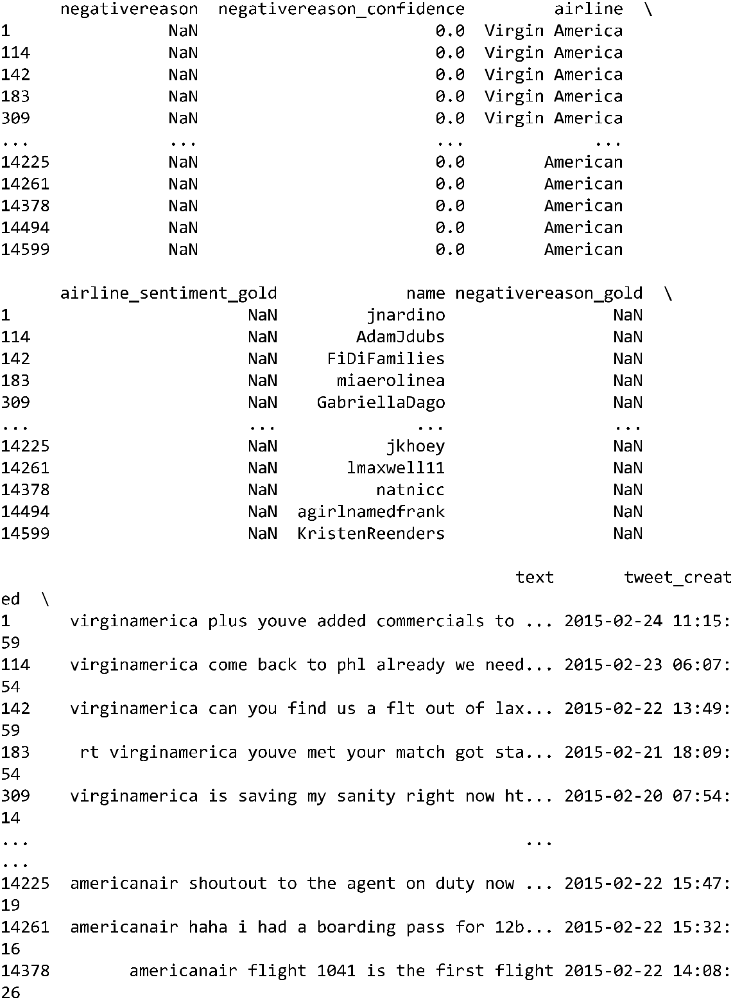 negativereason  negativereason_confidence         airline  \
1                NaN                        0.0  Virgin America
114              NaN                        0.0  Virgin America
142              NaN                        0.0  Virgin America
183              NaN                        0.0  Virgin America
309              NaN                        0.0  Virgin America
...              ...                        ...             ...
14225            NaN                        0.0        American
14261            NaN                        0.0        American
14378            NaN                        0.0        American
14494            NaN                        0.0        American
14599            NaN                        0.0        American
airline_sentiment_gold             name negativereason_gold  \
1                        NaN         jnardino                 NaN
114                      NaN        AdamJdubs                 NaN
142                      NaN     FiDiFamilies                 NaN
183                      NaN      miaerolinea                 NaN
309                      NaN    GabriellaDago                 NaN
...                      ...              ...                 ...
14225                    NaN          jkhoey                 NaN
14261                    NaN      lmaxwell11                 NaN
14378                    NaN         natnicc                 NaN
14494                    NaN  agirlnamedfrank                 NaN
14599                    NaN  KristenReenders                 NaN
text       tweet_creat
ed  \
1      virginamerica plus youve added commercials to ... 2015-02-24 11:15:
59
114    virginamerica come back to phl already we need... 2015-02-23 06:07:
54
142    virginamerica can you find us a flt out of lax... 2015-02-22 13:49:
59
183     rt virginamerica youve met your match got sta... 2015-02-21 18:09:
54
309    virginamerica is saving my sanity right now ht... 2015-02-20 07:54:
14
...                                                  ...
...
14225  americanair shoutout to the agent on duty now ... 2015-02-22 15:47:
19
14261  americanair haha i had a boarding pass for 12b... 2015-02-22 15:32:
16
14378        americanair flight 1041 is the first flight 2015-02-22 14:08:
26